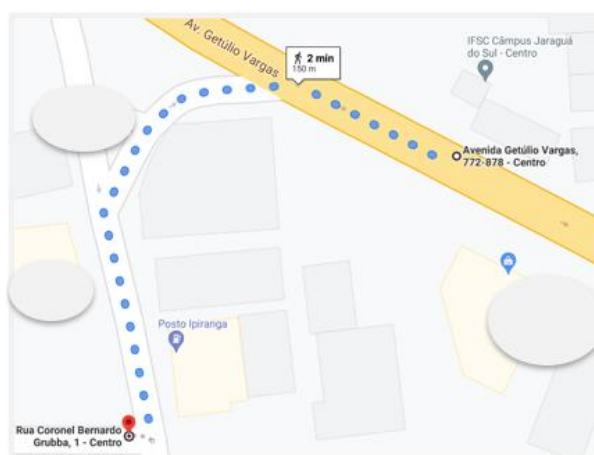 Av. Getúlio Vargas
2 min
150 m
IFSC Câmpus Jaraguá
do Sul - Centro
Avenida Getúlio Vargas,
772-878 - Centro
Posto Ipiranga
Rua Coronel Bernardo
Grubba, 1 - Centro